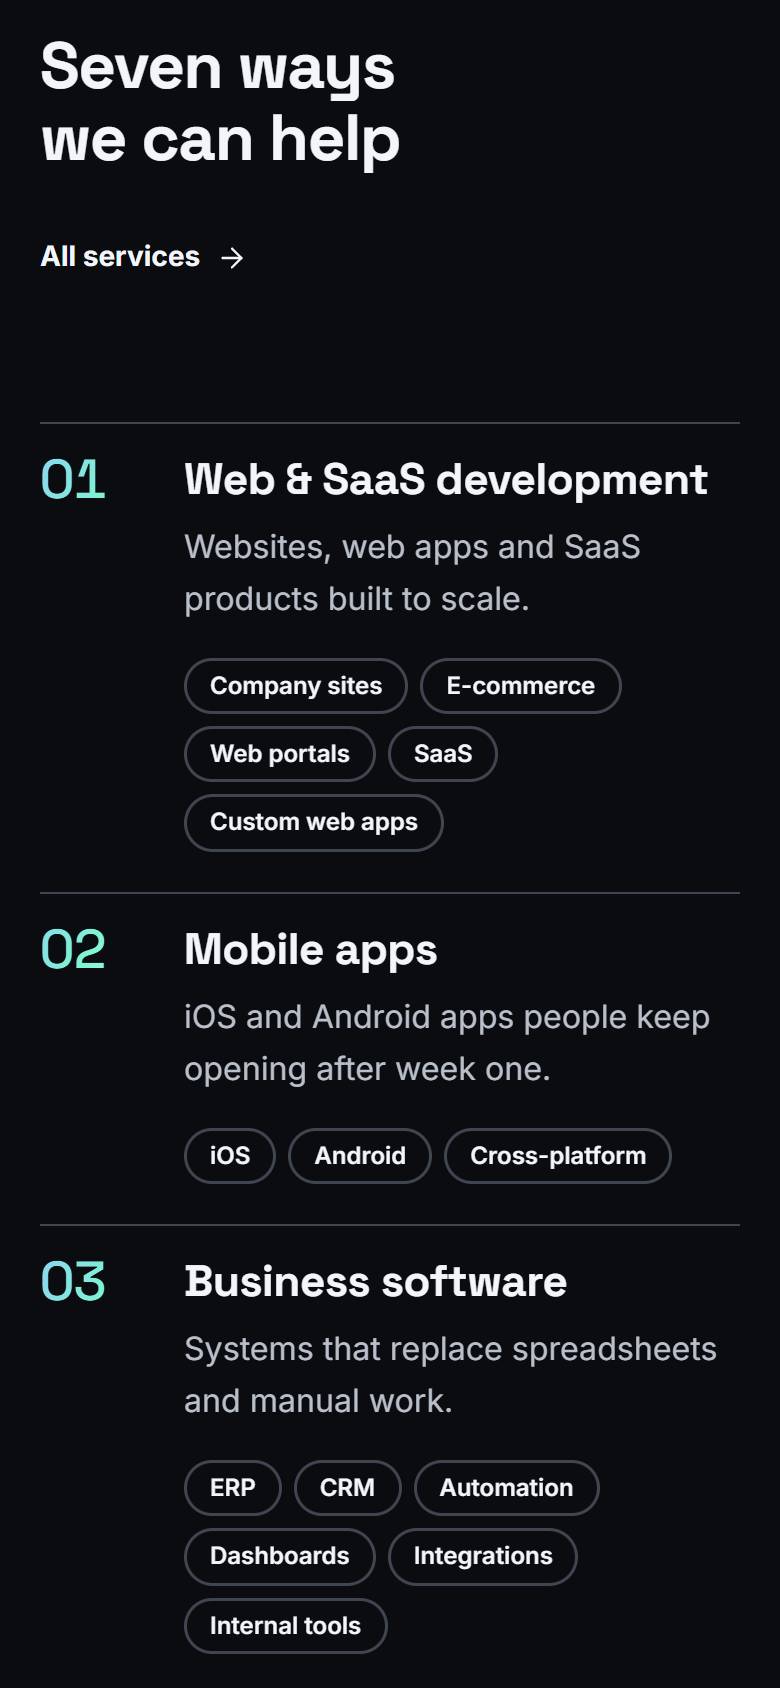 Seven ways
we can help
All services →
01
Web & SaaS development
Websites, web apps and SaaS
products built to scale.
Company sites
E-commerce
Web portals
SaaS
Custom web apps
02
Mobile apps
iOS and Android apps people keep
opening after week one.
iOS
Android
Cross-platform
03
Business software
Systems that replace spreadsheets
and manual work.
ERP
CRM
Automation
Dashboards
Integrations
Internal tools